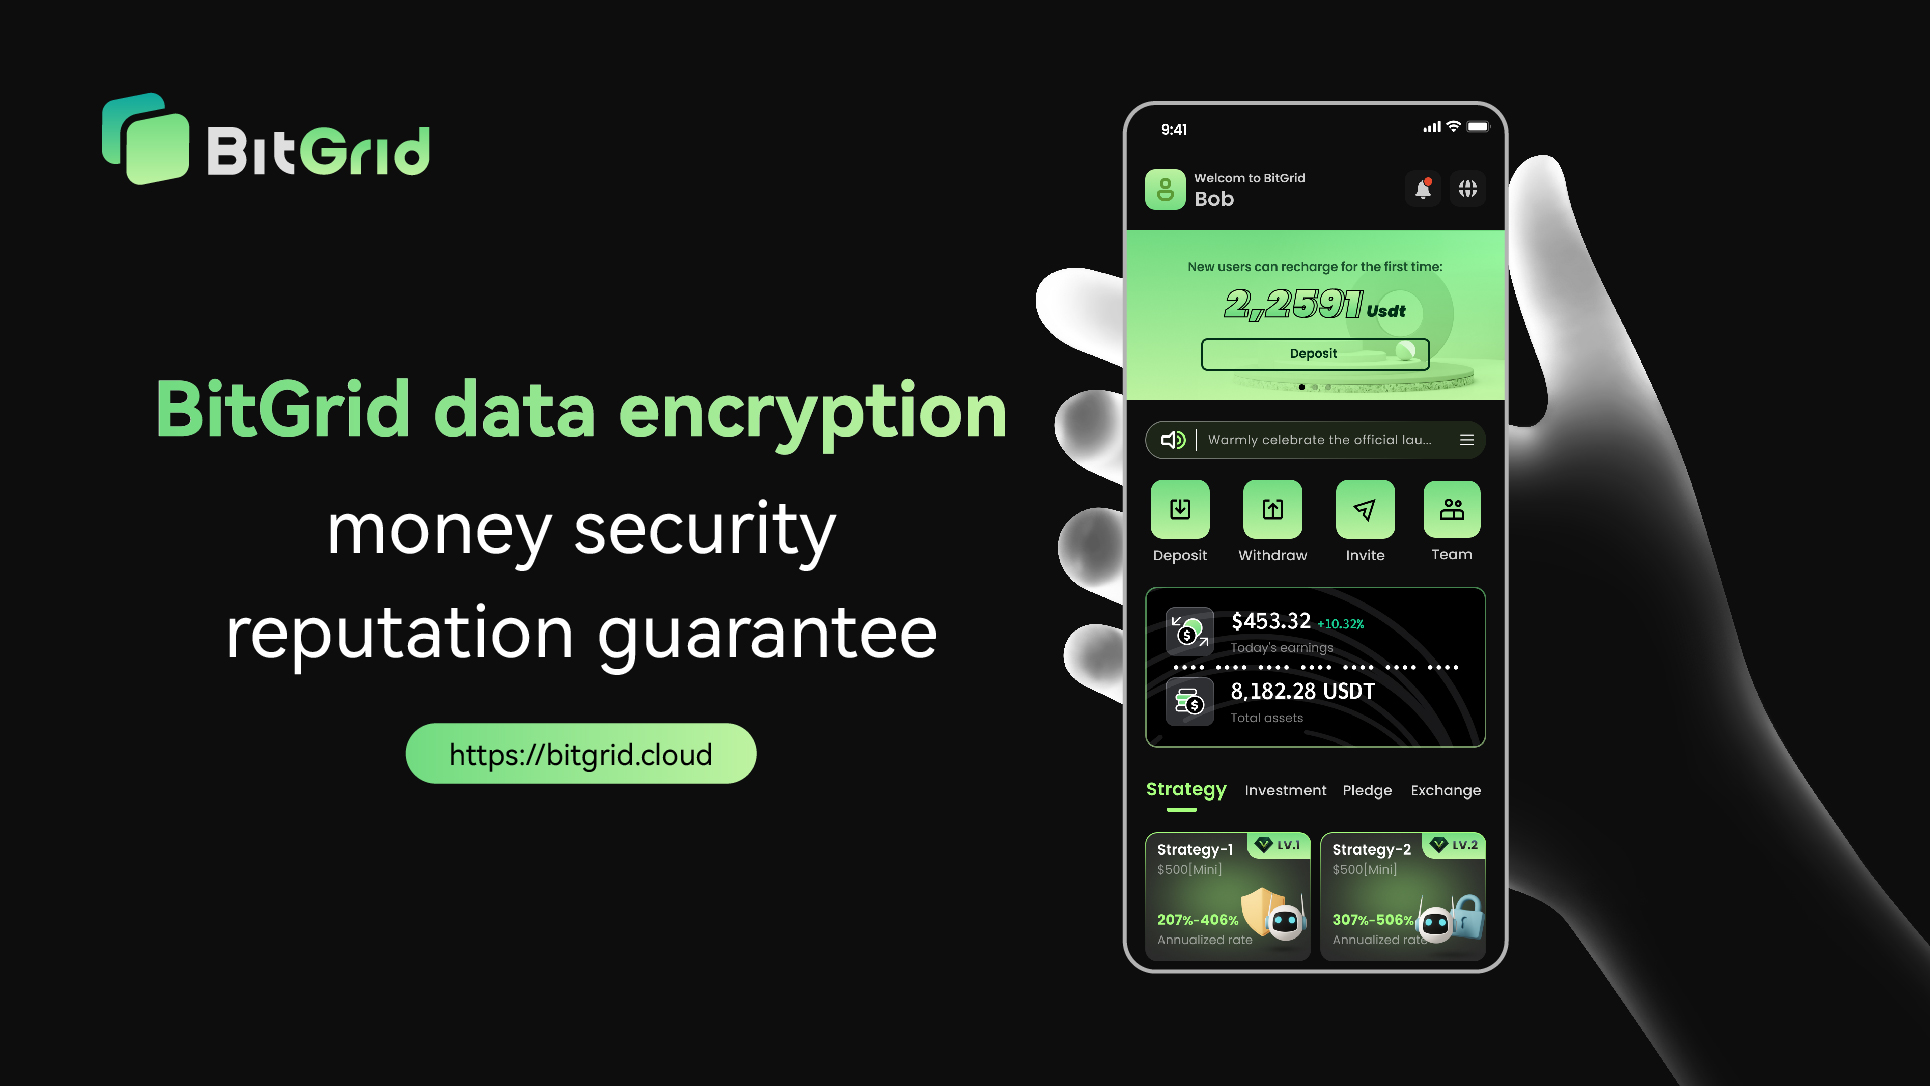 BitGrid
BitGrid data encryption
money security
reputation guarantee
https://bitgrid.cloud
9:41
Welcom to BitGrid
Bob
New users can recharge for the first time:
2,2591 Usdt
Deposit
Warmly celebrate the official lau...
Deposit Withdraw Invite Team
$453.32 +10.32%
Today's earnings
8,182.28 USDT
Total assets
Strategy Investment Pledge Exchange
Strategy-1 LV.1
$500[Mini]
207%-406%
Annualized rate
Strategy-2 LV.2
$500[Mini]
307%-506%
Annualized rate